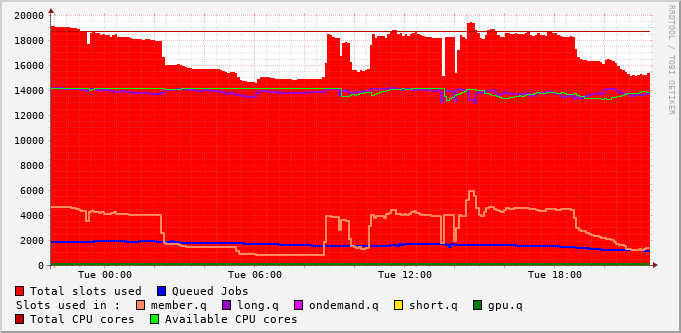 20000
18000
16000
14000
12000
10000
8000
6000
4000
2000
0
Tue 00:00 Tue 06:00 Tue 12:00 Tue 18:00
Total slots used Queued Jobs
Slots used in : member.q long.q ondemand.q short.q gpu.q
Total CPU cores Available CPU cores
RRDTOOL / TOBI OETIKER